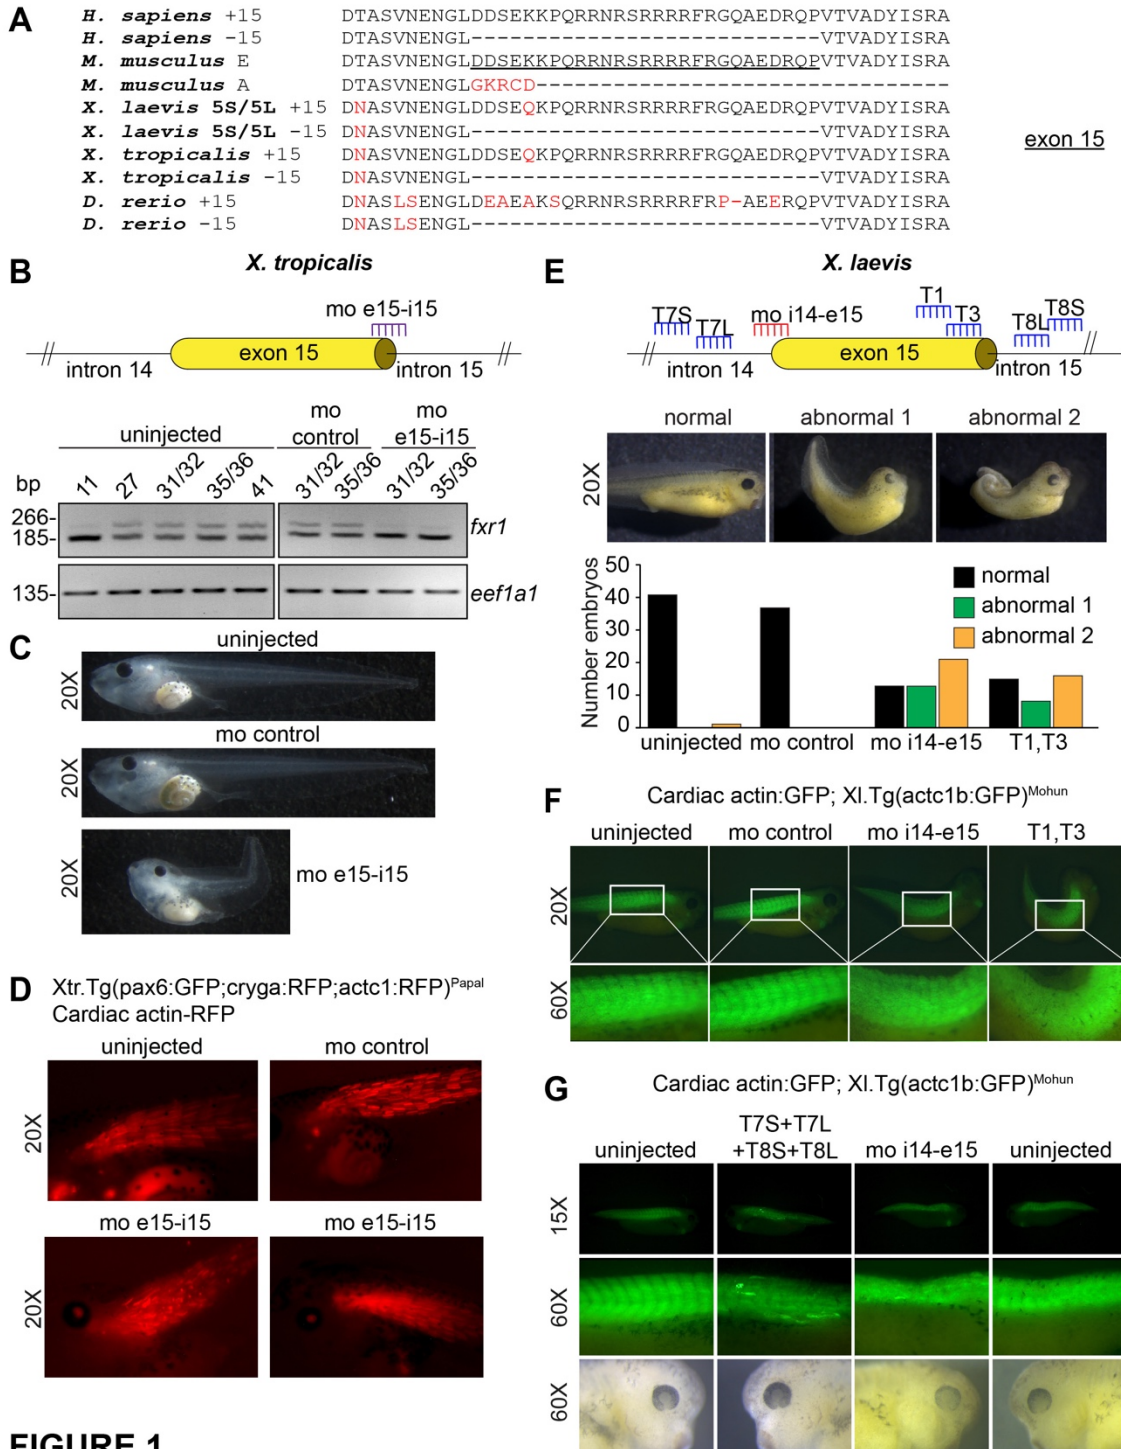 A
H. sapiens +15 DTASVNENGLDDSEKKPQRRNRSRRRRFRGQAEDRQPVTVADYISRA
H. sapiens -15 DTASVNENGL---------------------------VTVADYISRA
M. musculus E DTASVNENGLDDSEKKPQRRNRSRRRRFRGQAEDRQPVTVADYISRA
M. musculus A DTASVNENGLGKRCD----------------------VTVADYISRA
X. laevis 5S/5L +15 DNASVNENGLDDSEQKPQRRNRSRRRRFRGQAEDRQPVTVADYISRA
X. laevis 5S/5L -15 DNASVNENGL---------------------------VTVADYISRA
X. tropicalis +15 DNASVNENGLDDSEQKPQRRNRSRRRRFRGQAEDRQPVTVADYISRA
X. tropicalis -15 DNASVNENGL---------------------------VTVADYISRA
D. rerio +15 DNASLSENGLDEAEAKSQRRNRSRRRRFRP-AEERQPVTVADYISRA
D. rerio -15 DNASLSENGL---------------------------VTVADYISRA
exon 15
B
X. tropicalis
mo e15-i15
exon 15
intron 14
intron 15
uninjected
mo control
mo e15-i15
bp
11 27 31/32 35/36 41 31/32 35/36 31/32 35/36
266-
185-
fxr1
135-
eef1a1
C
uninjected
20X
mo control
20X
20X
mo e15-i15
D
Xtr.Tg(pax6:GFP;cryga:RFP;actc1:RFP)Papal
Cardiac actin-RFP
uninjected
mo control
20X
mo e15-i15
mo e15-i15
20X
E
X. laevis
T7S
T7L
mo i14-e15
T1
T3
T8L
T8S
exon 15
intron 14
intron 15
normal
abnormal 1
abnormal 2
20X
Number embryos
50
40
30
20
10
0
normal
abnormal 1
abnormal 2
uninjected
mo control
mo i14-e15
T1,T3
F
Cardiac actin:GFP; Xl.Tg(actc1b:GFP)Mohun
uninjected
mo control
mo i14-e15
T1,T3
20X
60X
G
Cardiac actin:GFP; Xl.Tg(actc1b:GFP)Mohun
uninjected
T7S+T7L
+T8S+T8L
mo i14-e15
uninjected
15X
60X
60X
FIGURE 1